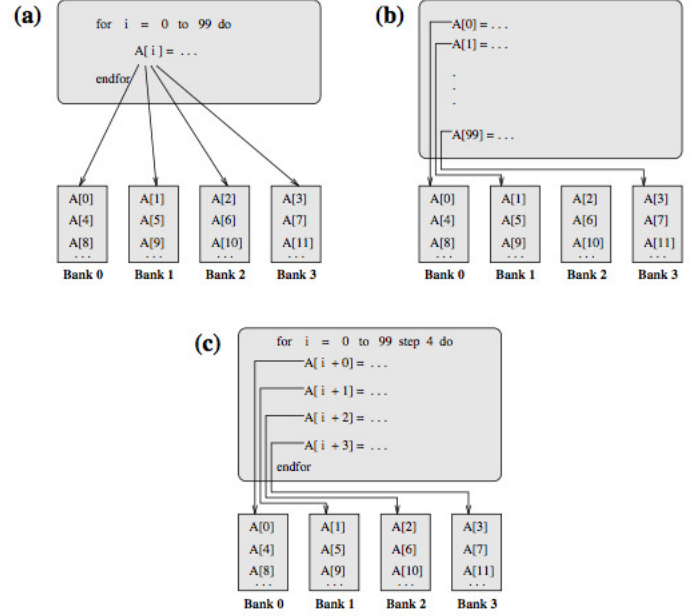 (a)
for i = 0 to 99 do
A[ i ] = . . .
endfor
A[0] A[1] A[2] A[3]
A[4] A[5] A[6] A[7]
A[8] A[9] A[10] A[11]
. . . . . . . . . . . .
Bank 0 Bank 1 Bank 2 Bank 3
(b)
A[0] = . . .
A[1] = . . .
.
.
.
A[99] = . . .
A[0] A[1] A[2] A[3]
A[4] A[5] A[6] A[7]
A[8] A[9] A[10] A[11]
. . . . . . . . . . . .
Bank 0 Bank 1 Bank 2 Bank 3
(c)
for i = 0 to 99 step 4 do
A[ i + 0] = . . .
A[ i + 1] = . . .
A[ i + 2] = . . .
A[ i + 3] = . . .
endfor
A[0] A[1] A[2] A[3]
A[4] A[5] A[6] A[7]
A[8] A[9] A[10] A[11]
. . . . . . . . . . . .
Bank 0 Bank 1 Bank 2 Bank 3